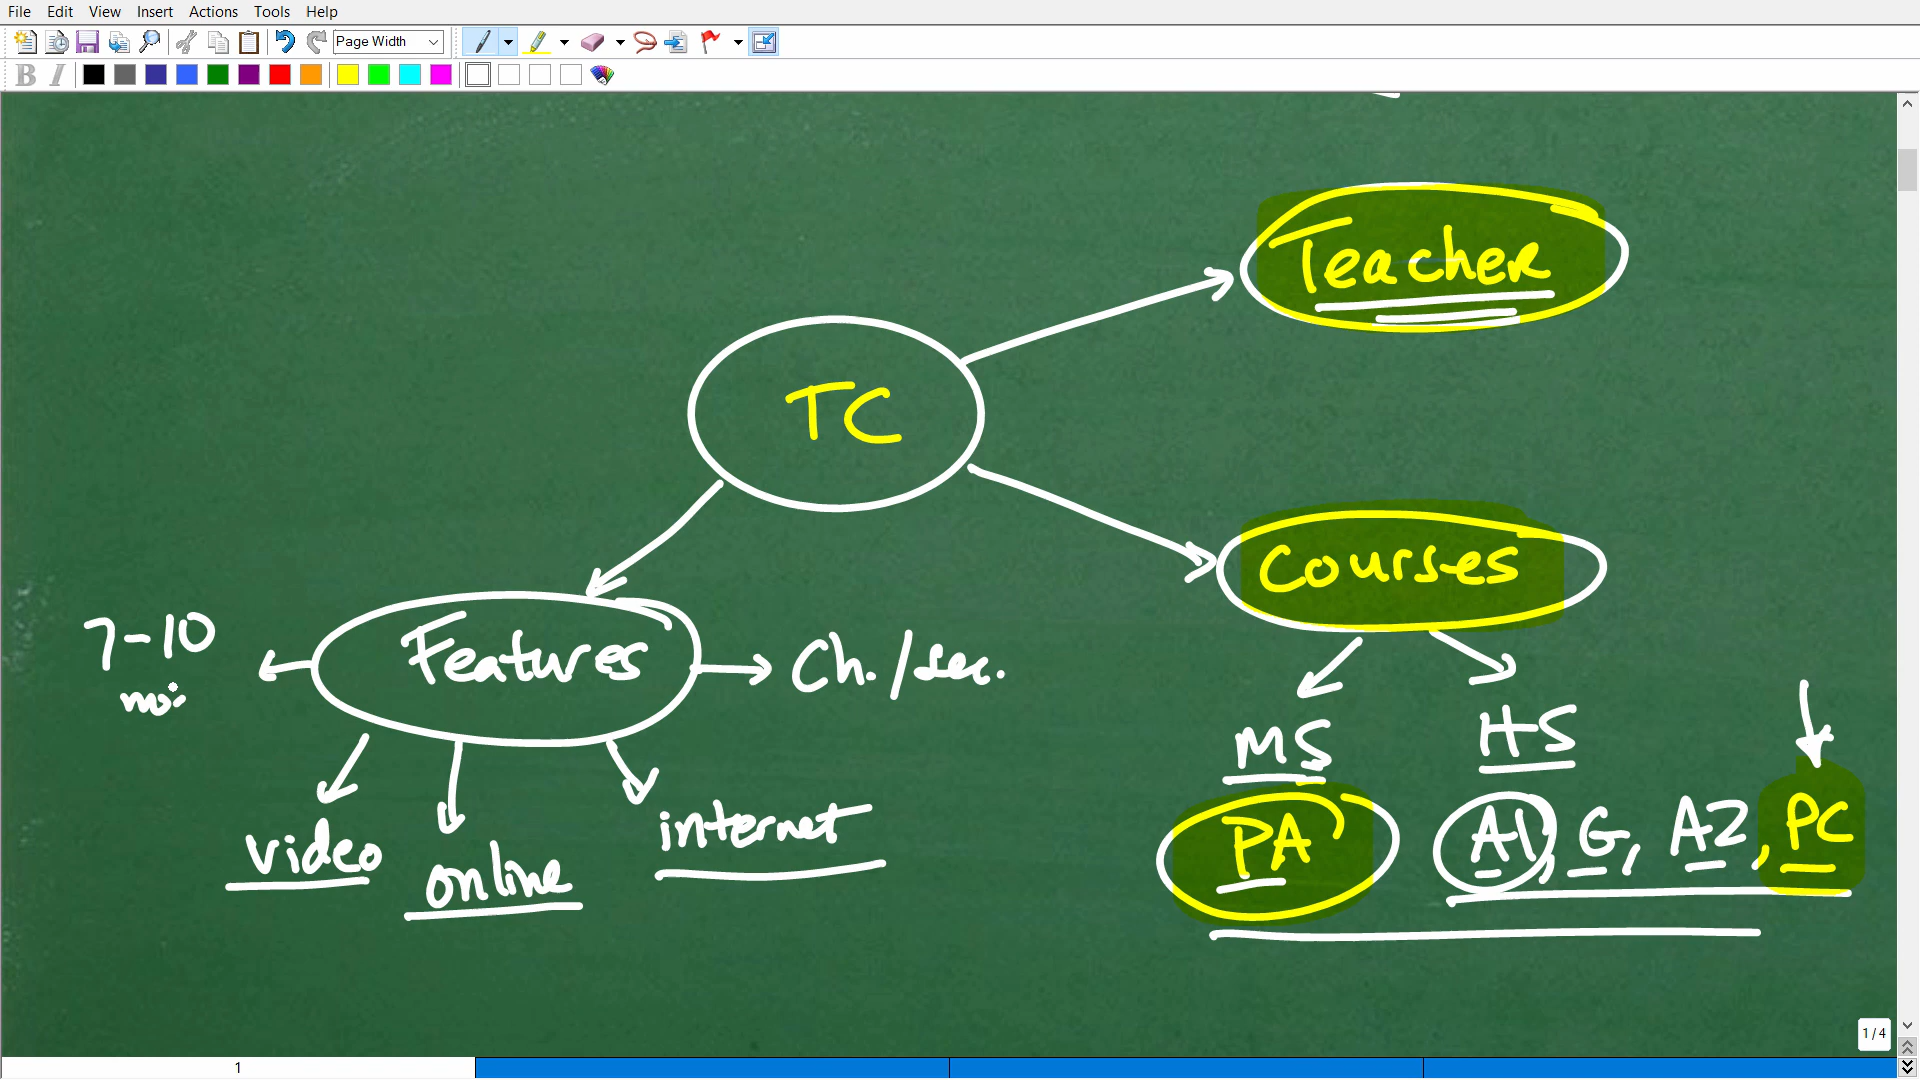 File Edit View Insert Actions Tools Help
Page Width
B I
Teacher
TC
Courses
7-10
Features
Ch./sec.
MS
HS
video
online
internet
PA
A1, G, A2, PC
1 / 4
1